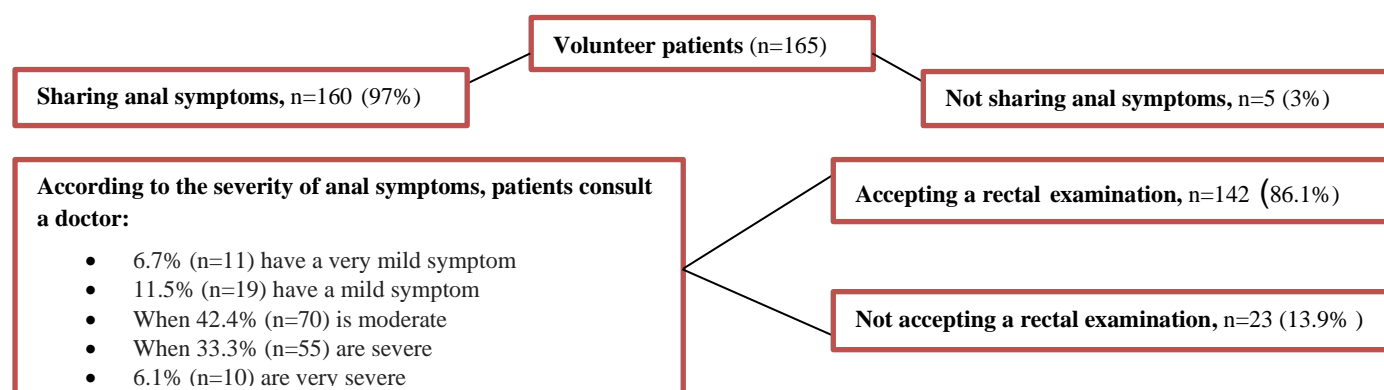 Volunteer patients (n=165)
Sharing anal symptoms, n=160 (97%)
Not sharing anal symptoms, n=5 (3%)
According to the severity of anal symptoms, patients consult
a doctor:
• 6.7% (n=11) have a very mild symptom
• 11.5% (n=19) have a mild symptom
• When 42.4% (n=70) is moderate
• When 33.3% (n=55) are severe
• 6.1% (n=10) are very severe
Accepting a rectal examination, n=142 (86.1%)
Not accepting a rectal examination, n=23 (13.9% )